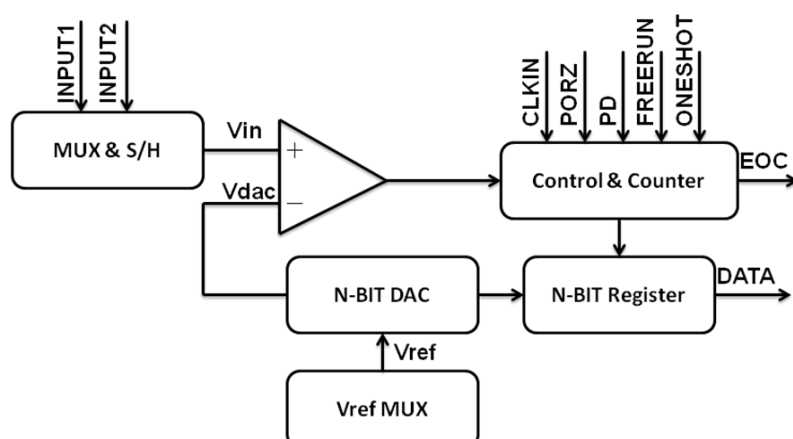 INPUT1
INPUT2
CLKIN
PORZ
PD
FREERUN
ONESHOT
MUX & S/H
Vin
+
Control & Counter
EOC
Vdac
−
N-BIT DAC
N-BIT Register
DATA
Vref
Vref MUX